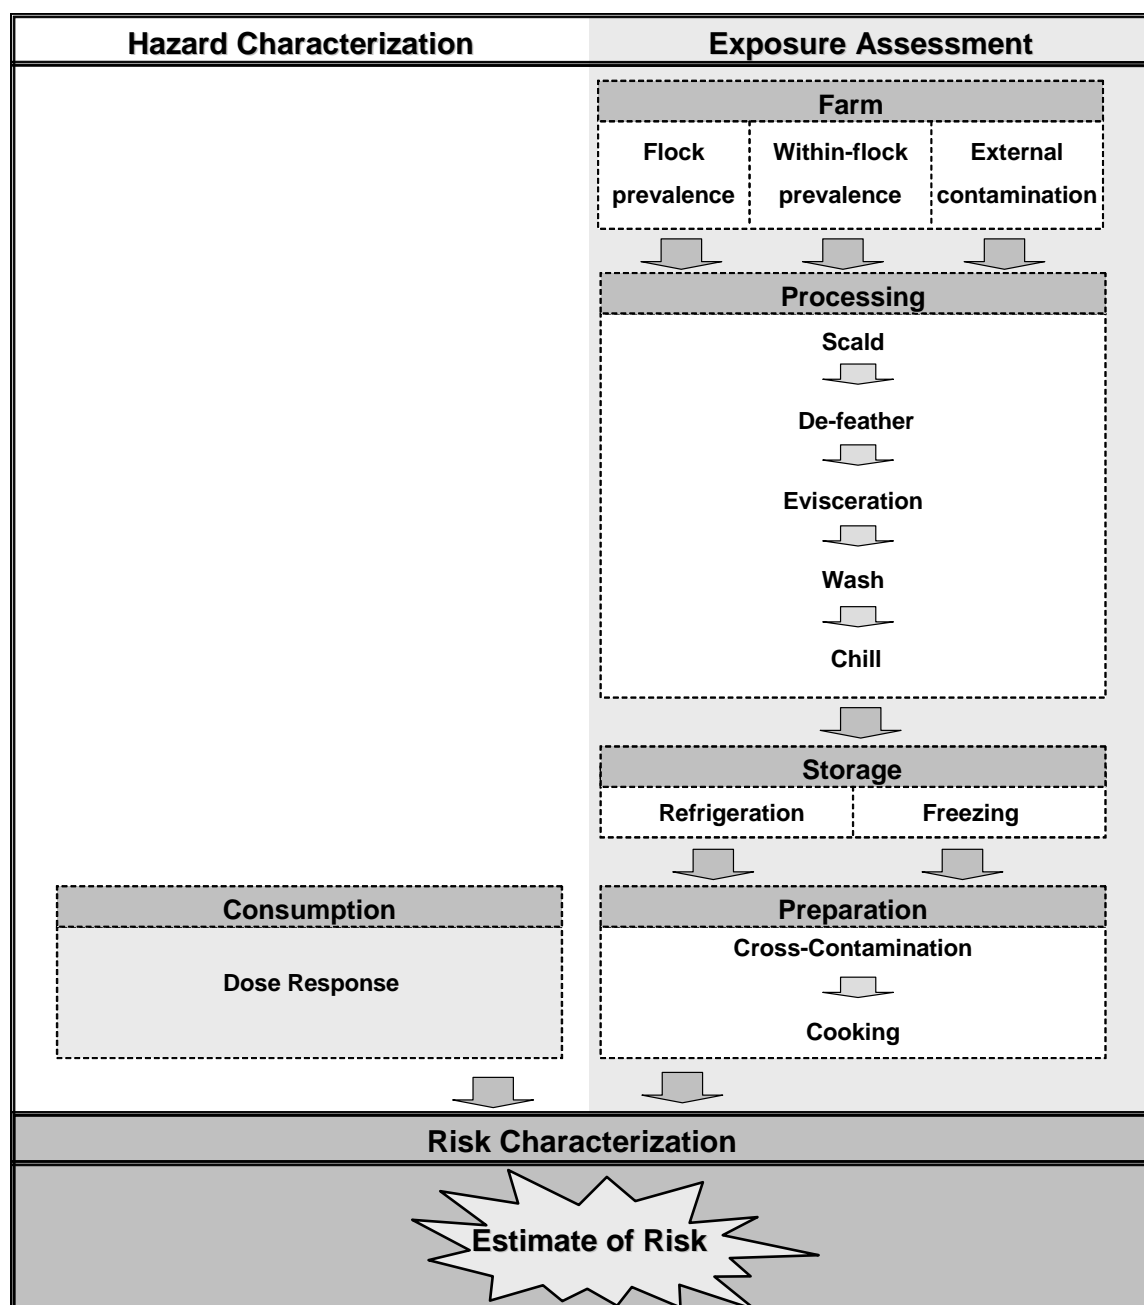 Hazard Characterization
Exposure Assessment
Farm
Flock prevalence
Within-flock prevalence
External contamination
Processing
Scald
De-feather
Evisceration
Wash
Chill
Storage
Refrigeration
Freezing
Consumption
Dose Response
Preparation
Cross-Contamination
Cooking
Risk Characterization
Estimate of Risk